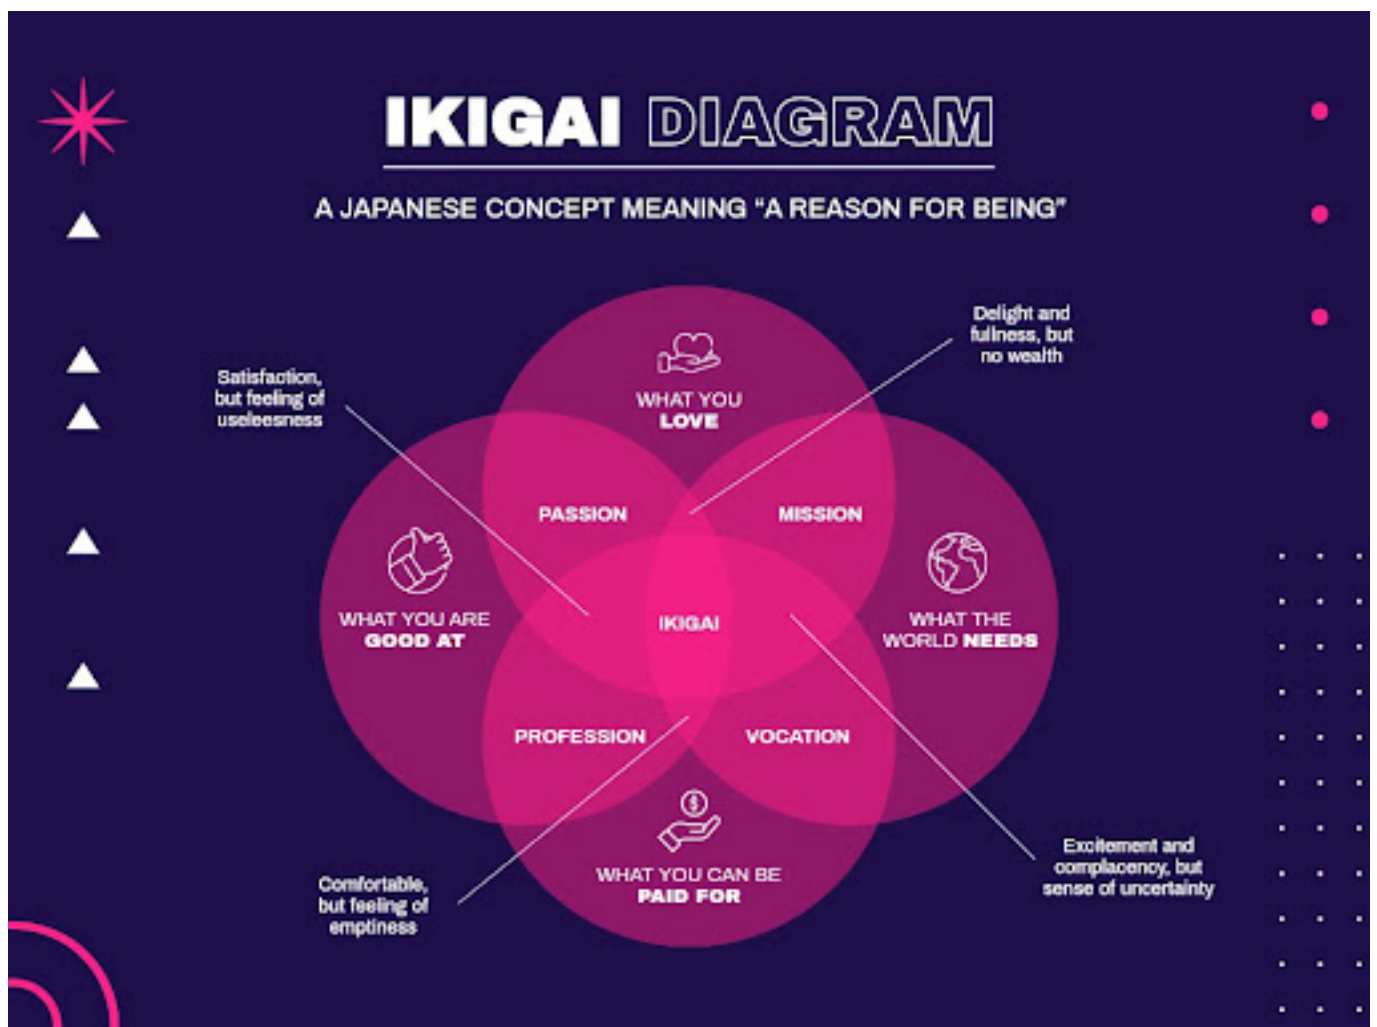 IKIGAI DIAGRAM
A JAPANESE CONCEPT MEANING “A REASON FOR BEING”
Delight and
fullness, but
no wealth
Satisfaction,
but feeling of
useleesness
WHAT YOU
LOVE
PASSION
MISSION
WHAT YOU ARE
GOOD AT
IKIGAI
WHAT THE
WORLD NEEDS
PROFESSION
VOCATION
$
WHAT YOU CAN BE
PAID FOR
Excitement and
complacency, but
sense of uncertainty
Comfortable,
but feeling of
emptiness